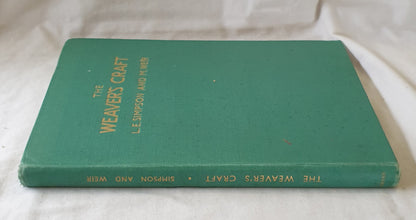 THE
WEAVER'S CRAFT
L. E. SIMPSON AND M. WEIR
THE WEAVER'S CRAFT • SIMPSON AND WEIR